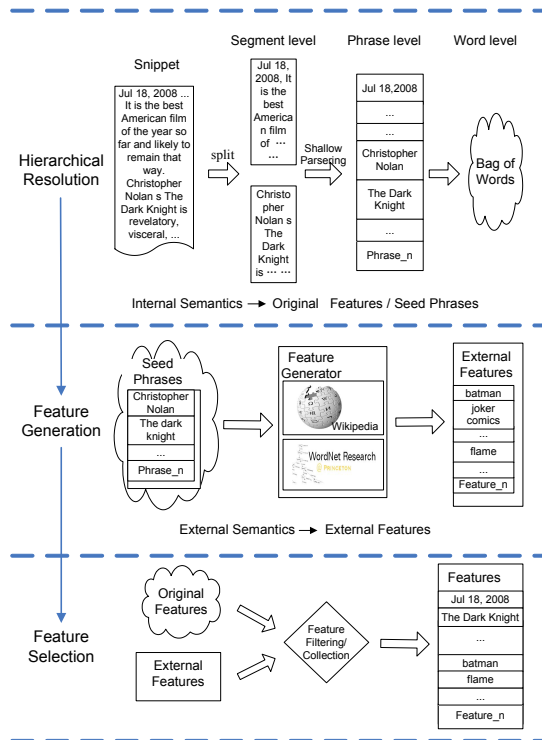 Segment level
Phrase level
Word level
Snippet
Jul 18, 2008 ...
It is the best
American film
of the year so
far and likely to
remain that
way.
Christopher
Nolan s The
Dark Knight is
revelatory,
visceral, ...
split
Jul 18,
2008, It
is the
best
America
n film
of … 
…
Christo
pher
Nolan s
The
Dark
Knight
is … …
Shallow
Parsering
Jul 18,2008
...
...
Christopher
Nolan
The Dark
Knight
...
Phrase_n
Bag of
Words
Hierarchical
Resolution
Internal Semantics → Original Features / Seed Phrases
Feature
Generation
Seed
Phrases
Christopher
Nolan
The dark
knight
...
Phrase_n
Feature
Generator
Wikipedia
WordNet Research
© PRINCETON
External
Features
batman
joker
comics
...
flame
...
Feature_n
External Semantics → External Features
Feature
Selection
Original
Features
External
Features
Feature
Filtering/
Collection
Features
Jul 18, 2008
The Dark Knight
...
batman
flame
...
Feature_n